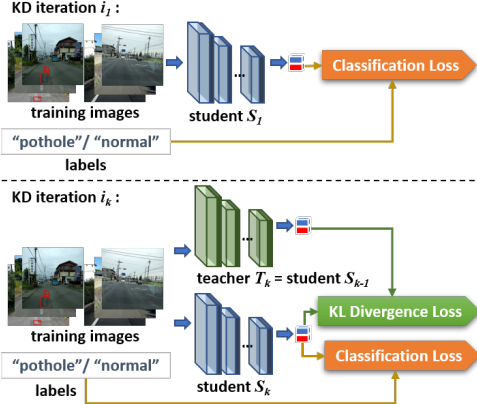 KD iteration i1 :
training images
student S1
Classification Loss
“pothole”/ “normal”
labels
KD iteration ik :
teacher Tk = student Sk-1
KL Divergence Loss
training images
Classification Loss
“pothole”/ “normal”
student Sk
labels